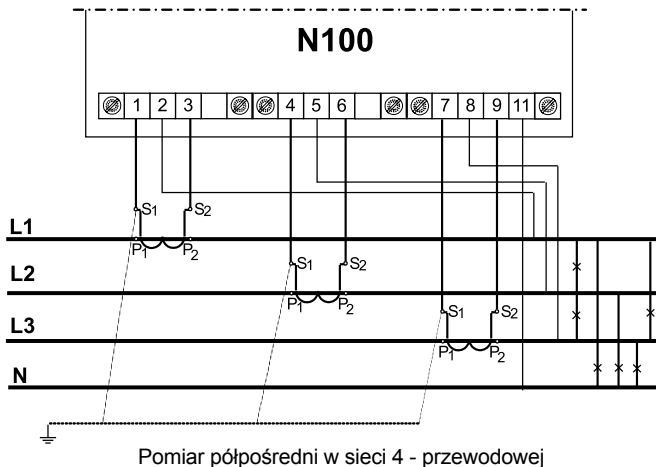 N100
1 2 3 4 5 6 7 8 9 11
S1 S2
L1
P1 P2
S1 S2
L2
P1 P2
S1 S2
L3
P1 P2
N
Pomiar półpośredni w sieci 4 - przewodowej